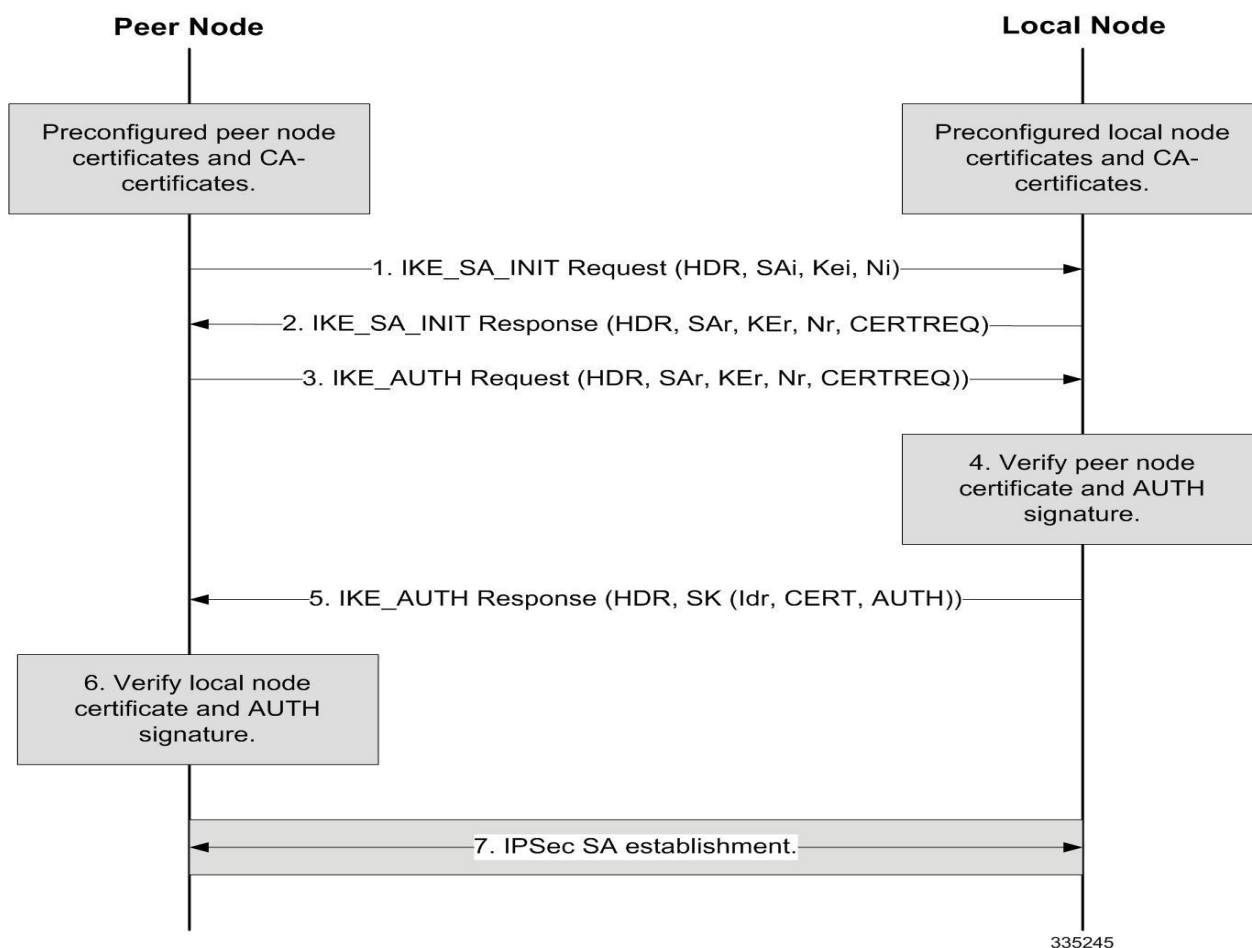 Peer Node
Local Node
Preconfigured peer node
certificates and CA-
certificates.
Preconfigured local node
certificates and CA-
certificates.
1. IKE_SA_INIT Request (HDR, SAi, Kei, Ni)
2. IKE_SA_INIT Response (HDR, SAr, KEr, Nr, CERTREQ)
3. IKE_AUTH Request (HDR, SAr, KEr, Nr, CERTREQ))
4. Verify peer node
certificate and AUTH
signature.
5. IKE_AUTH Response (HDR, SK (Idr, CERT, AUTH))
6. Verify local node
certificate and AUTH
signature.
7. IPSec SA establishment.
335245